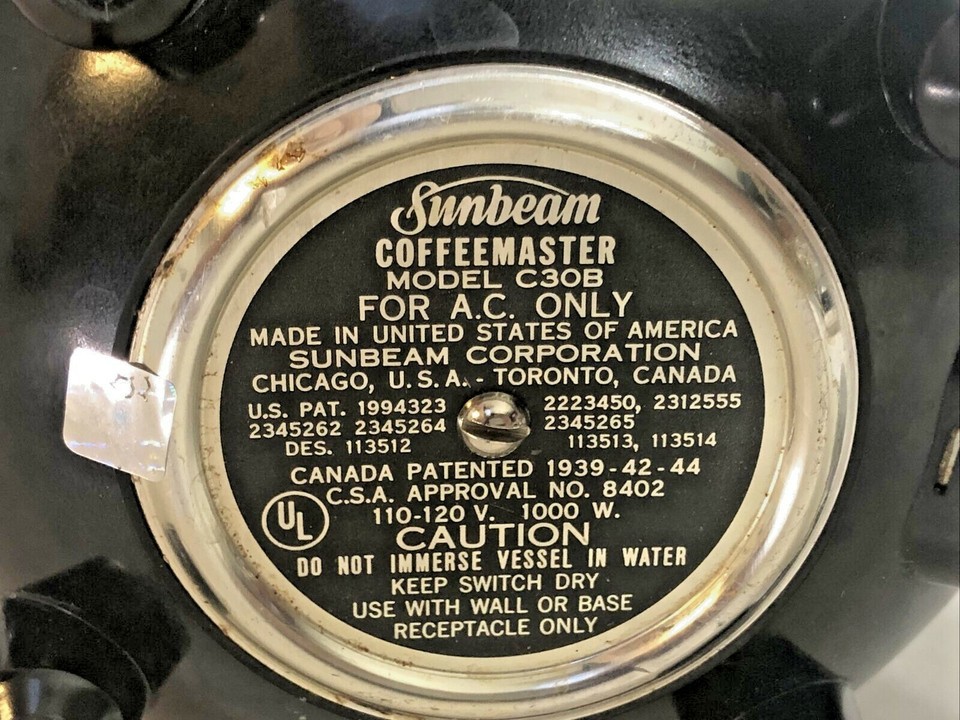 Sunbeam
COFFEEMASTER
MODEL C30B
FOR A.C. ONLY
MADE IN UNITED STATES OF AMERICA
SUNBEAM CORPORATION
CHICAGO, U.S.A. - TORONTO, CANADA
U.S. PAT. 1994323 2223450, 2312555
2345262 2345264 2345265
DES. 113512 113513, 113514
CANADA PATENTED 1939-42-44
C.S.A. APPROVAL NO. 8402
UL
110-120 V. 1000 W.
CAUTION
DO NOT IMMERSE VESSEL IN WATER
KEEP SWITCH DRY
USE WITH WALL OR BASE
RECEPTACLE ONLY